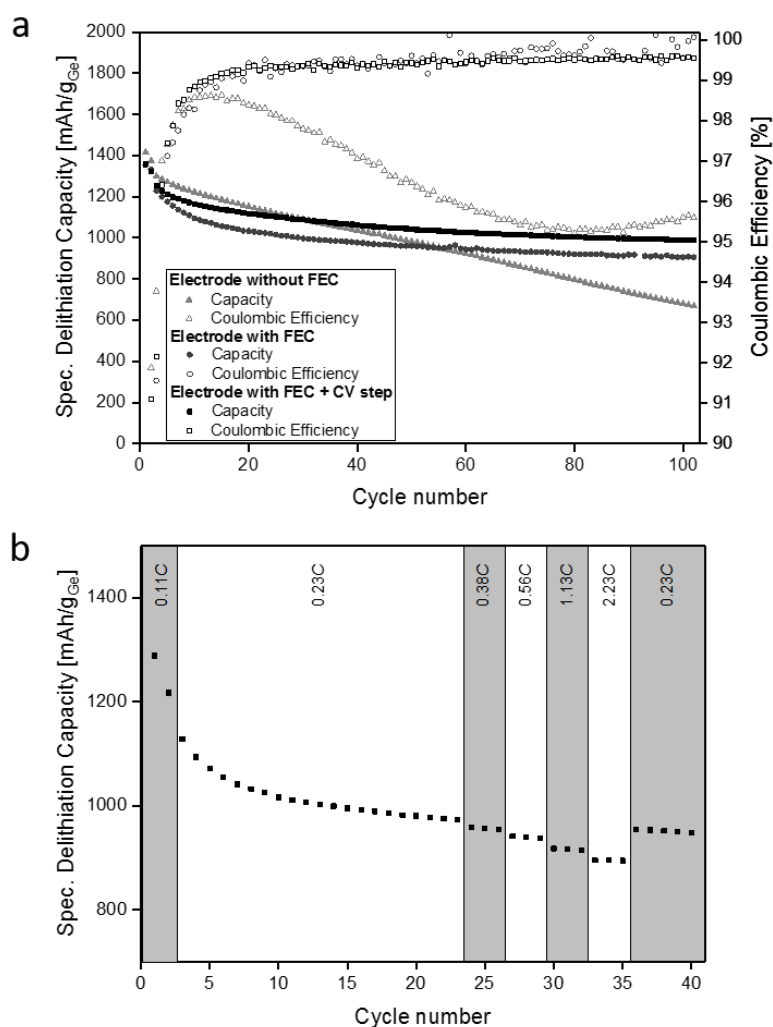 a
2000
1800
1600
1400
1200
1000
800
600
400
200
0
Spec. Delithiation Capacity [mAh/gGe]
100
99
98
97
96
95
94
93
92
91
90
Coulombic Efficiency [%]
Electrode without FEC
Capacity
Coulombic Efficiency
Electrode with FEC
Capacity
Coulombic Efficiency
Electrode with FEC + CV step
Capacity
Coulombic Efficiency
0 20 40 60 80 100
Cycle number
b
0.11C 0.23C 0.38C 0.56C 1.13C 2.23C 0.23C
1400
1200
1000
800
Spec. Delithiation Capacity [mAh/gGe]
0 5 10 15 20 25 30 35 40
Cycle number